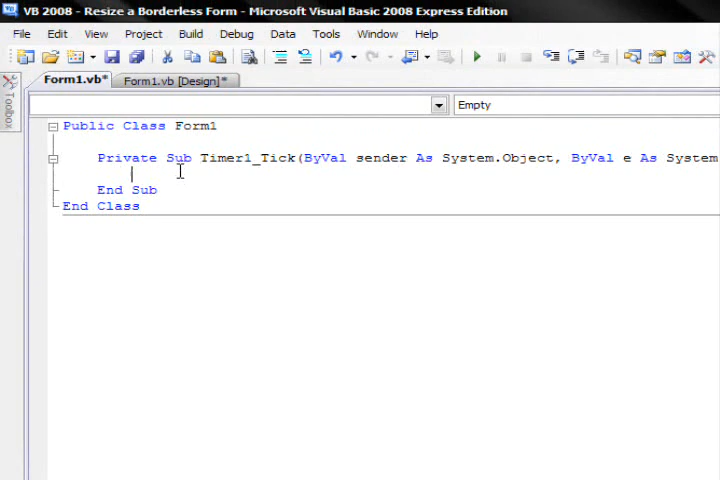 VB 2008 - Resize a Borderless Form - Microsoft Visual Basic 2008 Express Edition
File Edit View Project Build Debug Data Tools Window Help
Form1.vb* Form1.vb [Design]*
Toolbox
Empty
Public Class Form1
Private Sub Timer1_Tick(ByVal sender As System.Object, ByVal e As System
End Sub
End Class